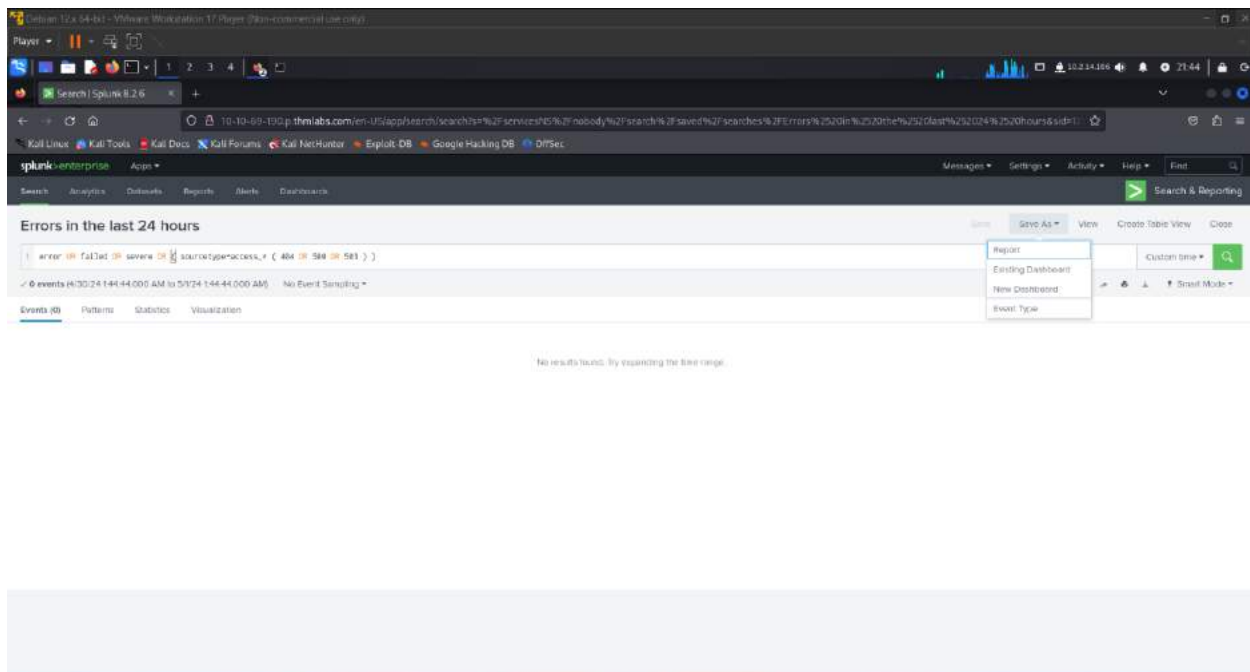 Debian 12.x 64-bit - VMware Workstation 17 Player (Non-commercial use only)
Player
1 2 3 4 10.2.14.106 21:44
Search | Splunk 8.2.6
10-10-69-190.p.thmlabs.com/en-US/app/search/search?s=%2FservicesNS%2Fnobody%2Fsearch%2Fsaved%2Fsearches%2FErrors%2520in%2520the%2520last%252024%2520hours&sid=1
Kali Linux Kali Tools Kali Docs Kali Forums Kali NetHunter Exploit-DB Google Hacking DB OffSec
splunk>enterprise Apps Messages Settings Activity Help Find
Search Analytics Datasets Reports Alerts Dashboards Search & Reporting
Errors in the last 24 hours Save Save As View Create Table View Close
1 error OR failed OR severe OR ( sourcetype=access_* ( 404 OR 500 OR 503 ) ) Custom time
Report
Existing Dashboard
New Dashboard
Event Type
0 events (4/30/24 1:44:44.000 AM to 5/1/24 1:44:44.000 AM) No Event Sampling Smart Mode
Events (0) Patterns Statistics Visualization
No results found. Try expanding the time range.